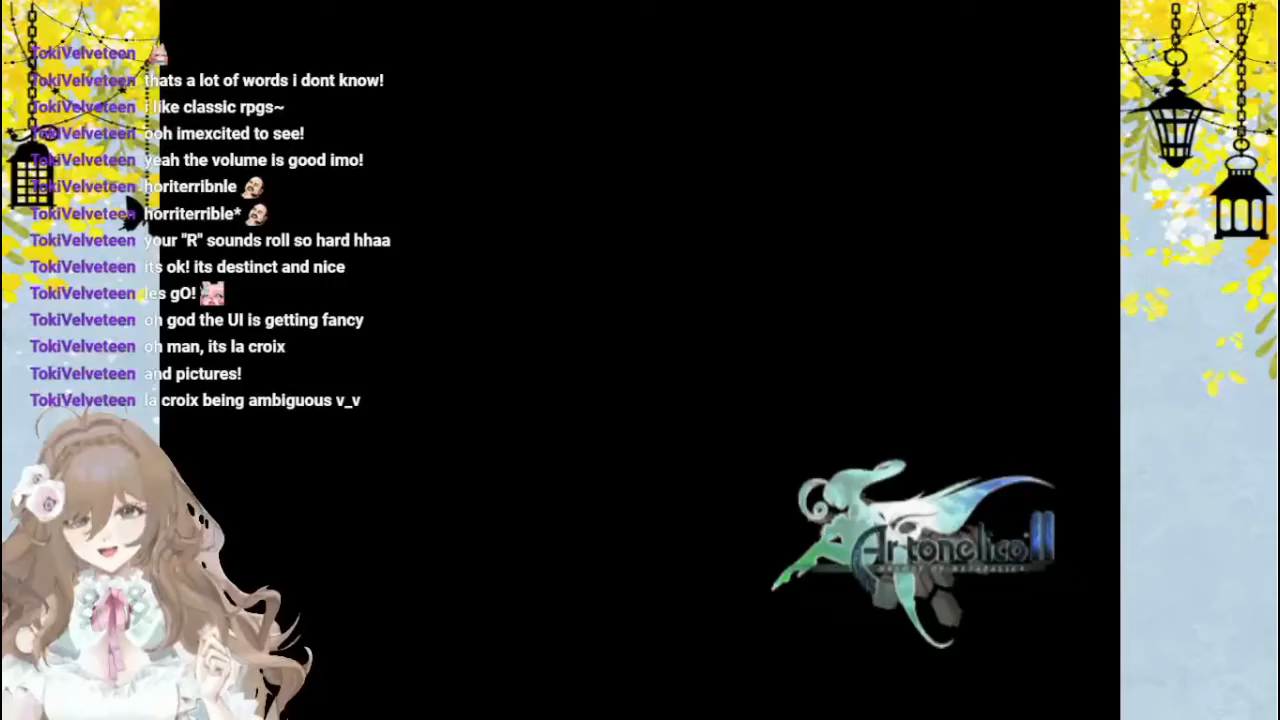 TokiVelveteen
TokiVelveteen thats a lot of words i dont know!
TokiVelveteen i like classic rpgs~
TokiVelveteen ooh imexcited to see!
TokiVelveteen yeah the volume is good imo!
TokiVelveteen horiterribnle
TokiVelveteen horriterrible*
TokiVelveteen your "R" sounds roll so hard hhaa
TokiVelveteen its ok! its destinct and nice
TokiVelveteen les gO!
TokiVelveteen on god the UI is getting fancy
TokiVelveteen oh man, its la croix
TokiVelveteen and pictures!
TokiVelveteen la croix being ambiguous v_v
Ar tonelico II